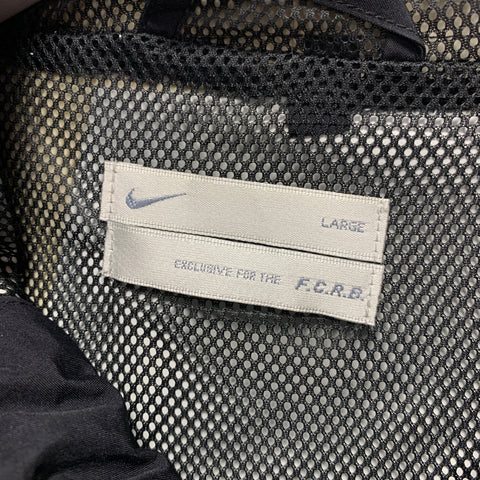 LARGE
EXCLUSIVE FOR THE F.C.R.B.